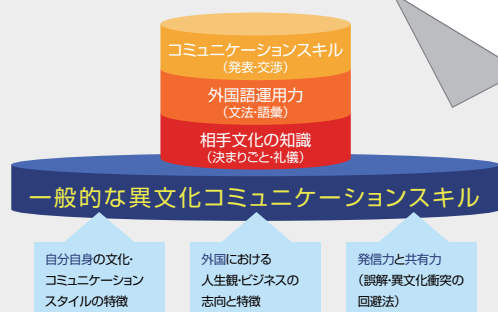 コミュニケーションスキル
(発表・交渉)
外国語運用力
(文法・語彙)
相手文化の知識
(決まりごと・礼儀)
一般的な異文化コミュニケーションスキル
自分自身の文化・
コミュニケーション
スタイルの特徴
外国における
人生観・ビジネスの
志向と特徴
発信力と共有力
(誤解・異文化衝突の
回避法)